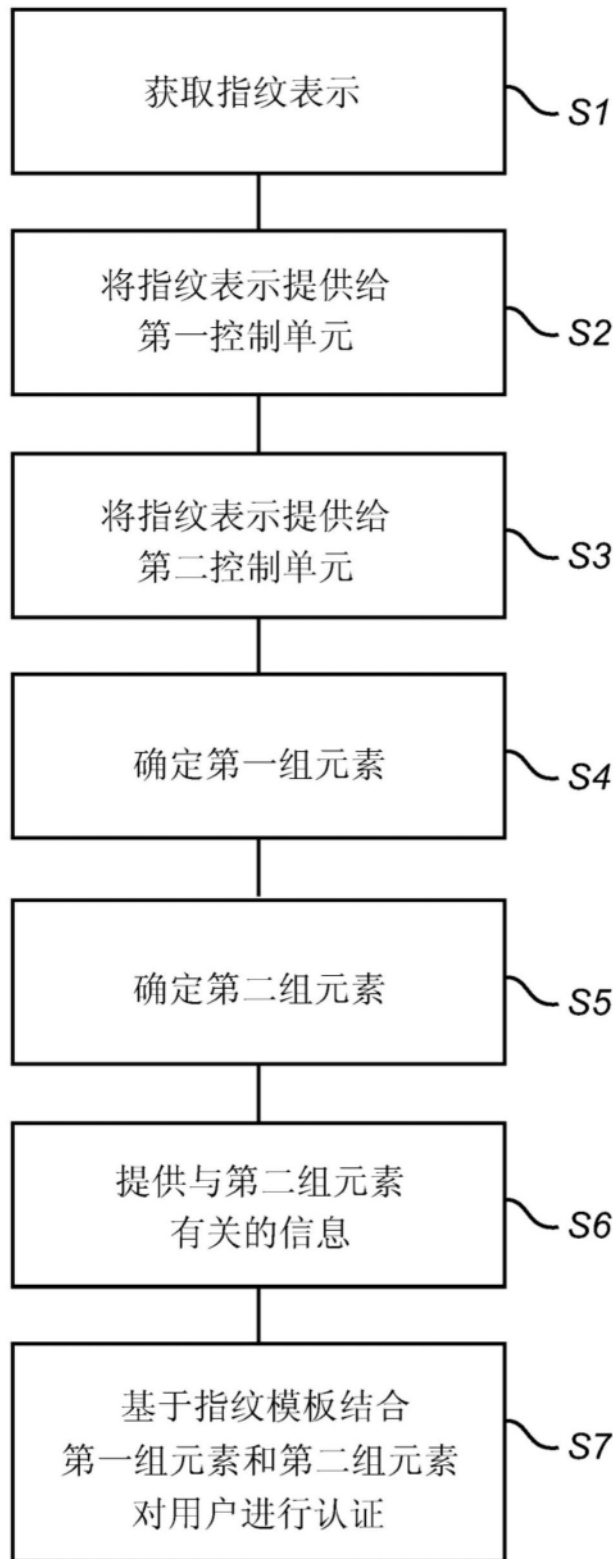 获取指纹表示
S1
将指纹表示提供给
第一控制单元
S2
将指纹表示提供给
第二控制单元
S3
确定第一组元素
S4
确定第二组元素
S5
提供与第二组元素
有关的信息
S6
基于指纹模板结合
第一组元素和第二组元素
对用户进行认证
S7